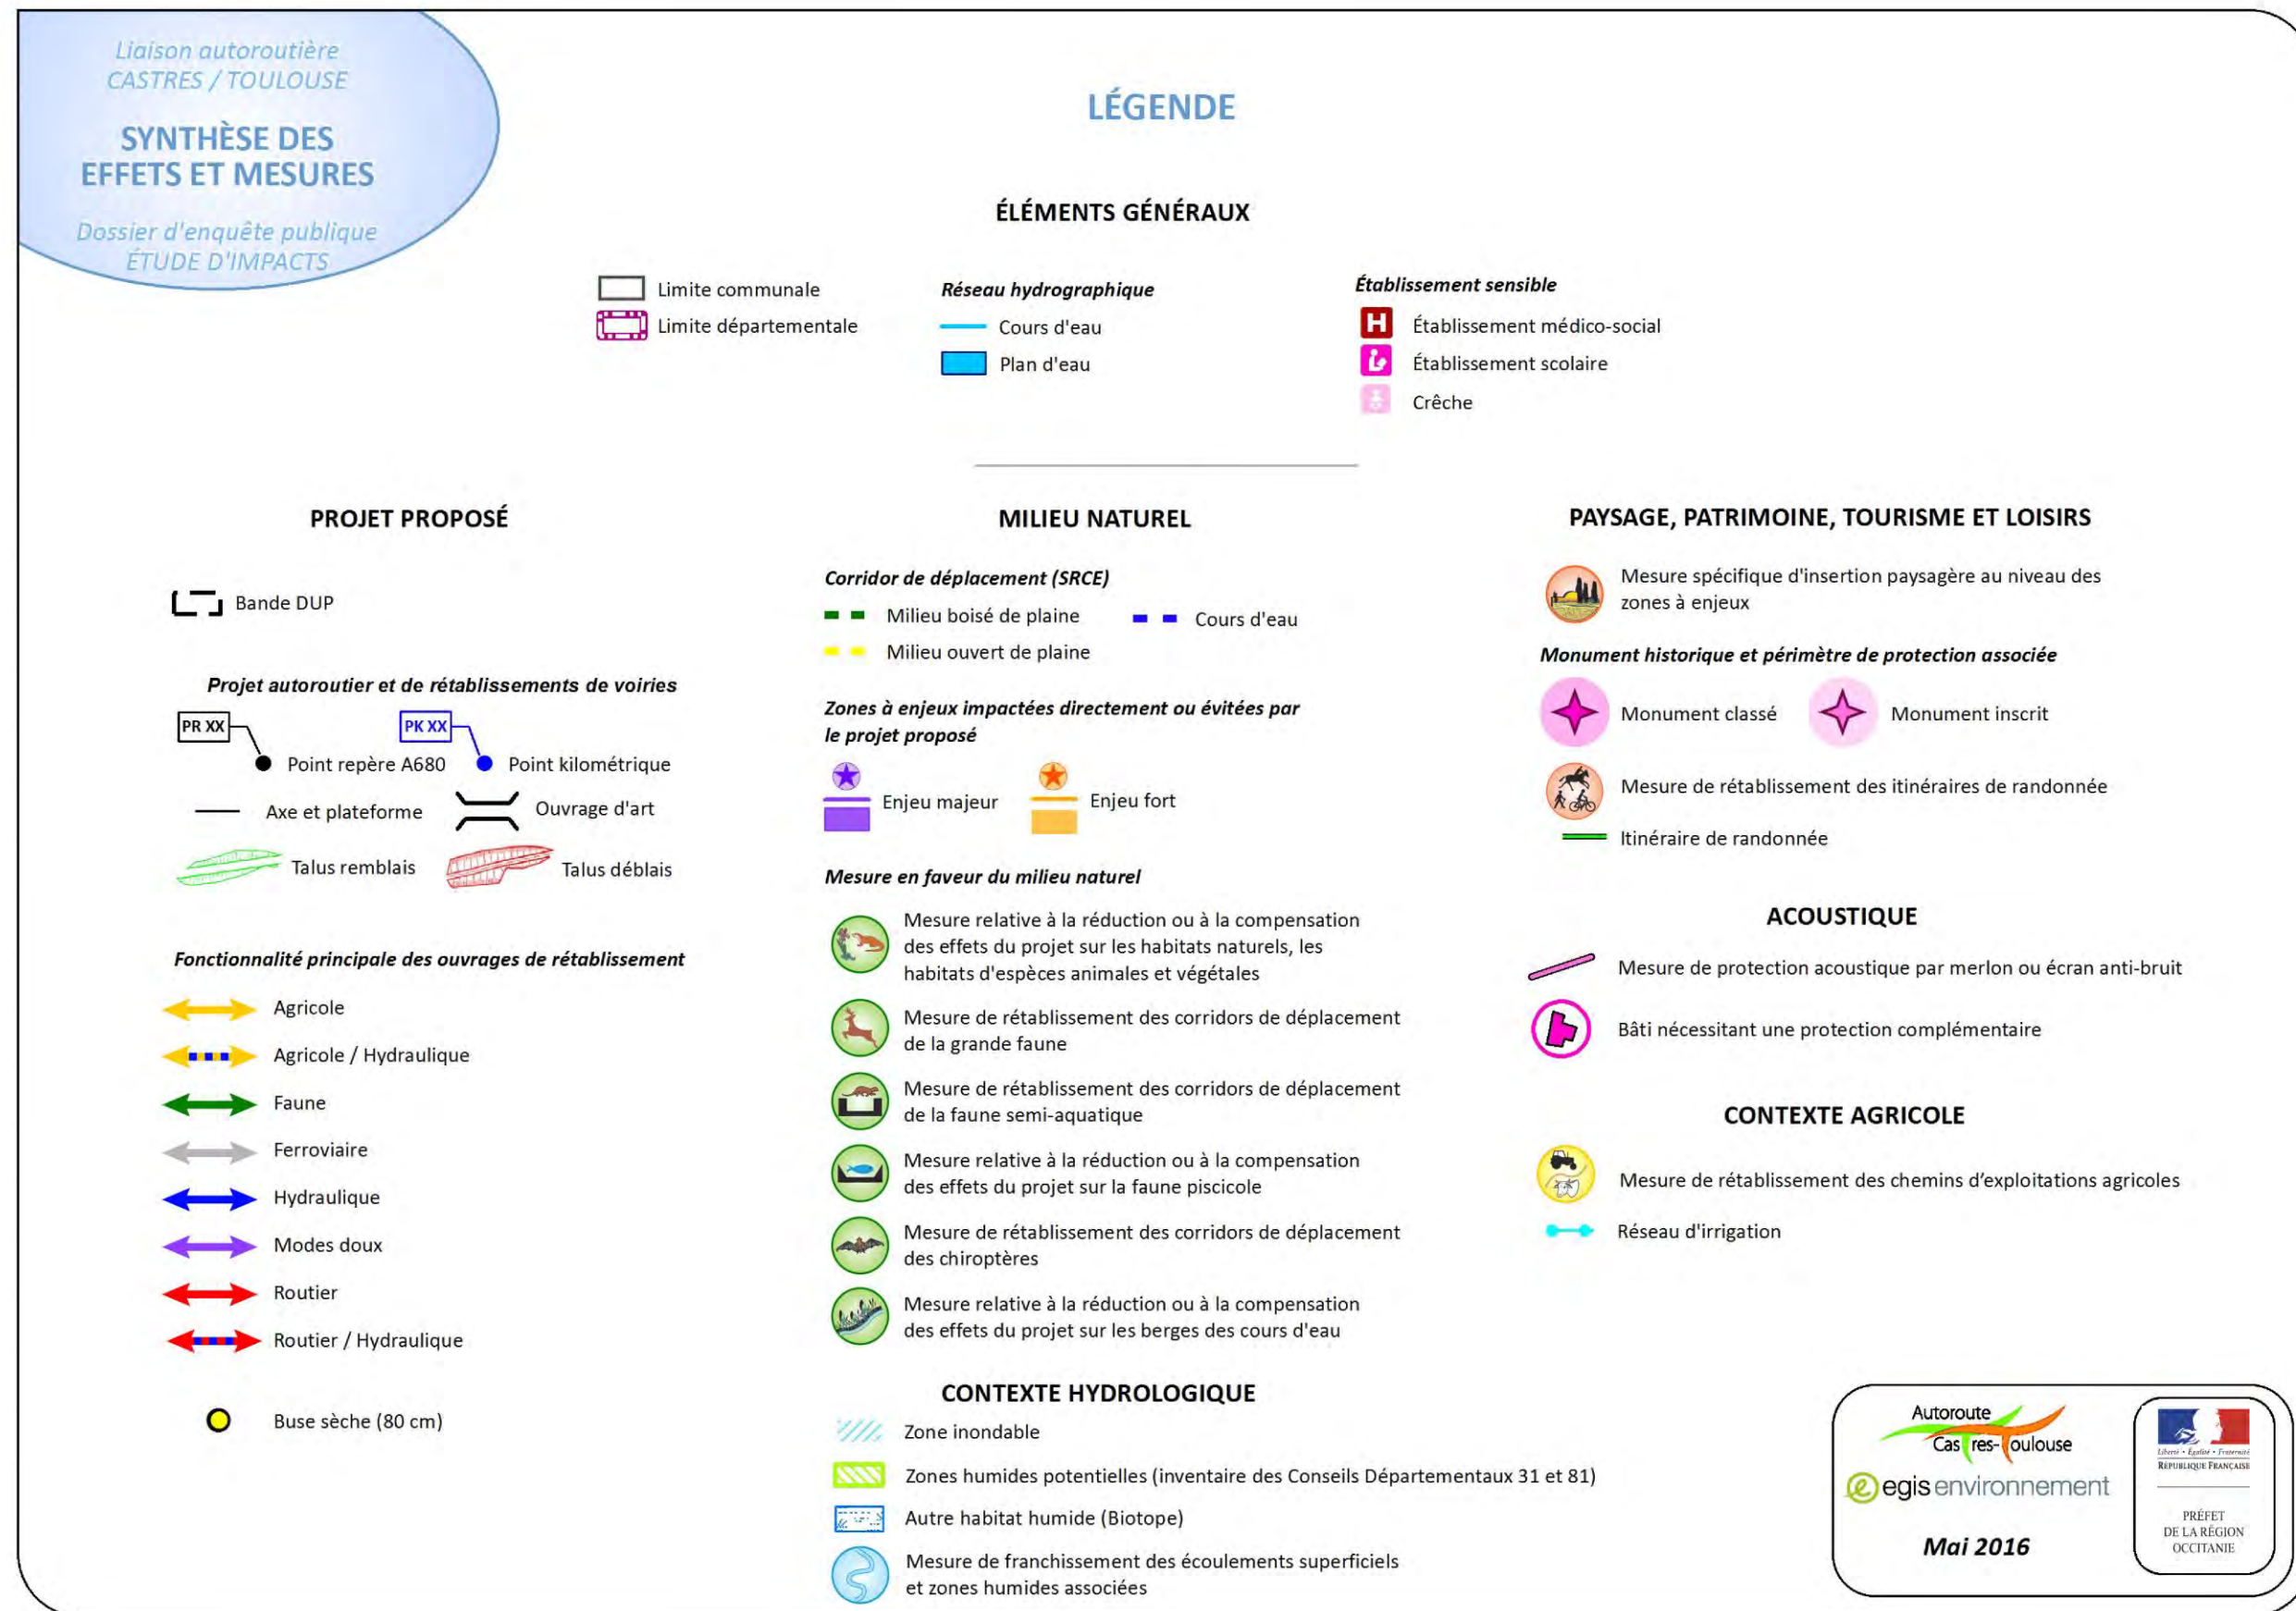 Liaison autoroutière
CASTRES / TOULOUSE
SYNTHÈSE DES
EFFETS ET MESURES
Dossier d'enquête publique
ÉTUDE D'IMPACTS
LÉGENDE
ÉLÉMENTS GÉNÉRAUX
Limite communale
Limite départementale
Réseau hydrographique
Cours d'eau
Plan d'eau
Établissement sensible
H
Établissement médico-social
Établissement scolaire
Crêche
PROJET PROPOSÉ
Bande DUP
Projet autoroutier et de rétablissements de voiries
PR XX
Point repère A680
PK XX
Point kilométrique
Axe et plateforme
Ouvrage d'art
Talus remblais
Talus déblais
Fonctionnalité principale des ouvrages de rétablissement
Agricole
Agricole / Hydraulique
Faune
Ferroviaire
Hydraulique
Modes doux
Routier
Routier / Hydraulique
Buse sèche (80 cm)
MILIEU NATUREL
Corridor de déplacement (SRCE)
Milieu boisé de plaine
Cours d'eau
Milieu ouvert de plaine
Zones à enjeux impactées directement ou évitées par
le projet proposé
Enjeu majeur
Enjeu fort
Mesure en faveur du milieu naturel
Mesure relative à la réduction ou à la compensation
des effets du projet sur les habitats naturels, les
habitats d'espèces animales et végétales
Mesure de rétablissement des corridors de déplacement
de la grande faune
Mesure de rétablissement des corridors de déplacement
de la faune semi-aquatique
Mesure relative à la réduction ou à la compensation
des effets du projet sur la faune piscicole
Mesure de rétablissement des corridors de déplacement
des chiroptères
Mesure relative à la réduction ou à la compensation
des effets du projet sur les berges des cours d'eau
CONTEXTE HYDROLOGIQUE
Zone inondable
Zones humides potentielles (inventaire des Conseils Départementaux 31 et 81)
Autre habitat humide (Biotope)
Mesure de franchissement des écoulements superficiels
et zones humides associées
PAYSAGE, PATRIMOINE, TOURISME ET LOISIRS
Mesure spécifique d'insertion paysagère au niveau des
zones à enjeux
Monument historique et périmètre de protection associée
Monument classé
Monument inscrit
Mesure de rétablissement des itinéraires de randonnée
Itinéraire de randonnée
ACOUSTIQUE
Mesure de protection acoustique par merlon ou écran anti-bruit
Bâti nécessitant une protection complémentaire
CONTEXTE AGRICOLE
Mesure de rétablissement des chemins d’exploitations agricoles
Réseau d'irrigation
Autoroute
Castres-Toulouse
egis environnement
Mai 2016
Liberté • Égalité • Fraternité
RÉPUBLIQUE FRANÇAISE
PRÉFET
DE LA RÉGION
OCCITANIE